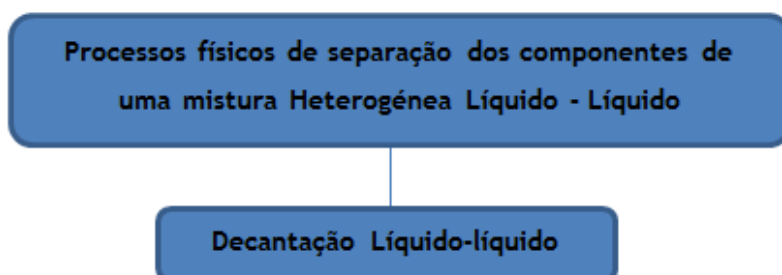 Processos físicos de separação dos componentes de
uma mistura Heterogénea Líquido - Líquido
Decantação Líquido-líquido